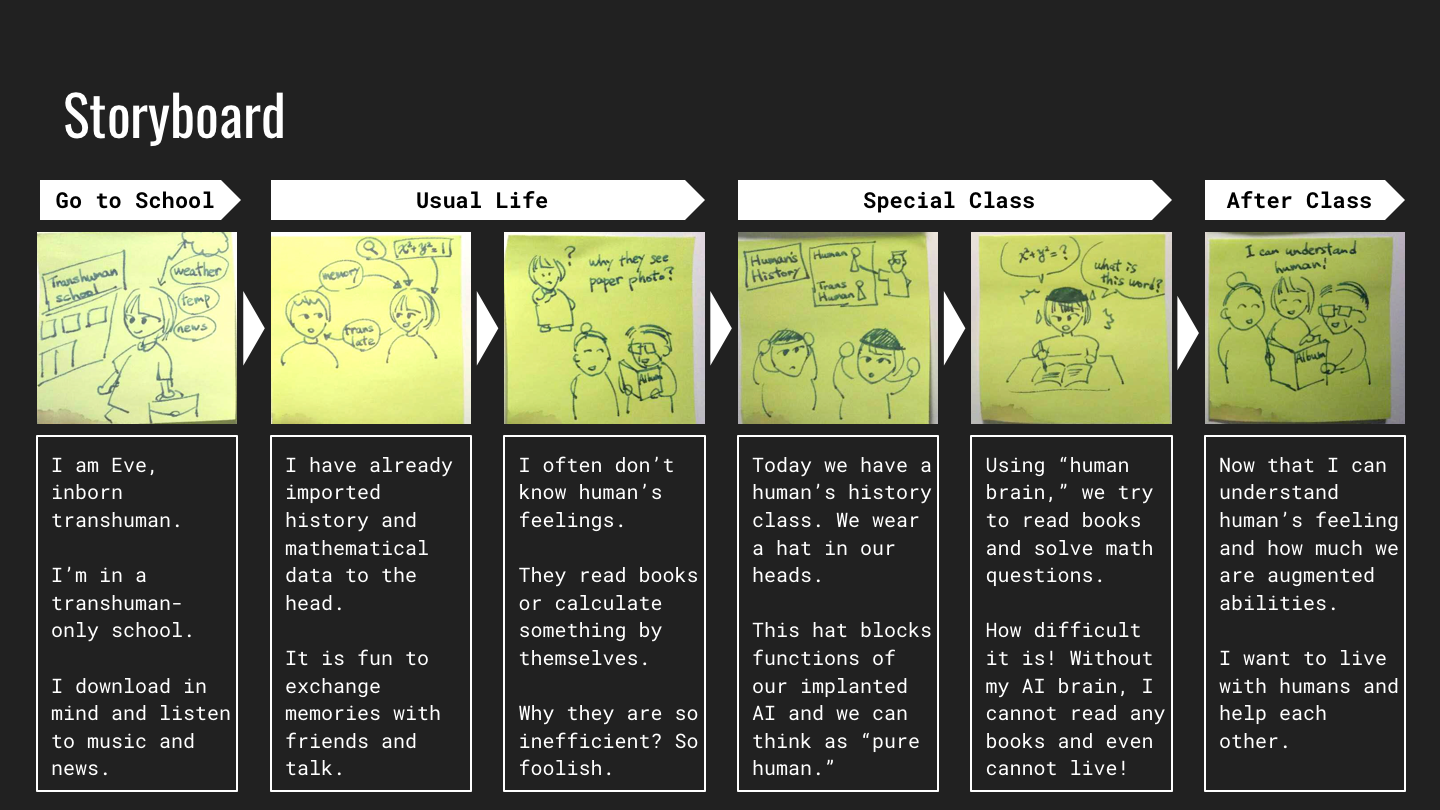 Storyboard
Go to School
Usual Life
Special Class
After Class
Transhuman
school
weather
temp
news
memory
x²+y²=1
trans
late
?
why they see
paper photo?
Album
Human's
History
Human
Trans
Human
x²+y²=?
what is
this word?
I can understand
human!
Album
I am Eve,
inborn
transhuman.
I’m in a
transhuman-
only school.
I download in
mind and listen
to music and
news.
I have already
imported
history and
mathematical
data to the
head.
It is fun to
exchange
memories with
friends and
talk.
I often don’t
know human’s
feelings.
They read books
or calculate
something by
themselves.
Why they are so
inefficient? So
foolish.
Today we have a
human’s history
class. We wear
a hat in our
heads.
This hat blocks
functions of
our implanted
AI and we can
think as “pure
human.”
Using “human
brain,” we try
to read books
and solve math
questions.
How difficult
it is! Without
my AI brain, I
cannot read any
books and even
cannot live!
Now that I can
understand
human’s feeling
and how much we
are augmented
abilities.
I want to live
with humans and
help each
other.